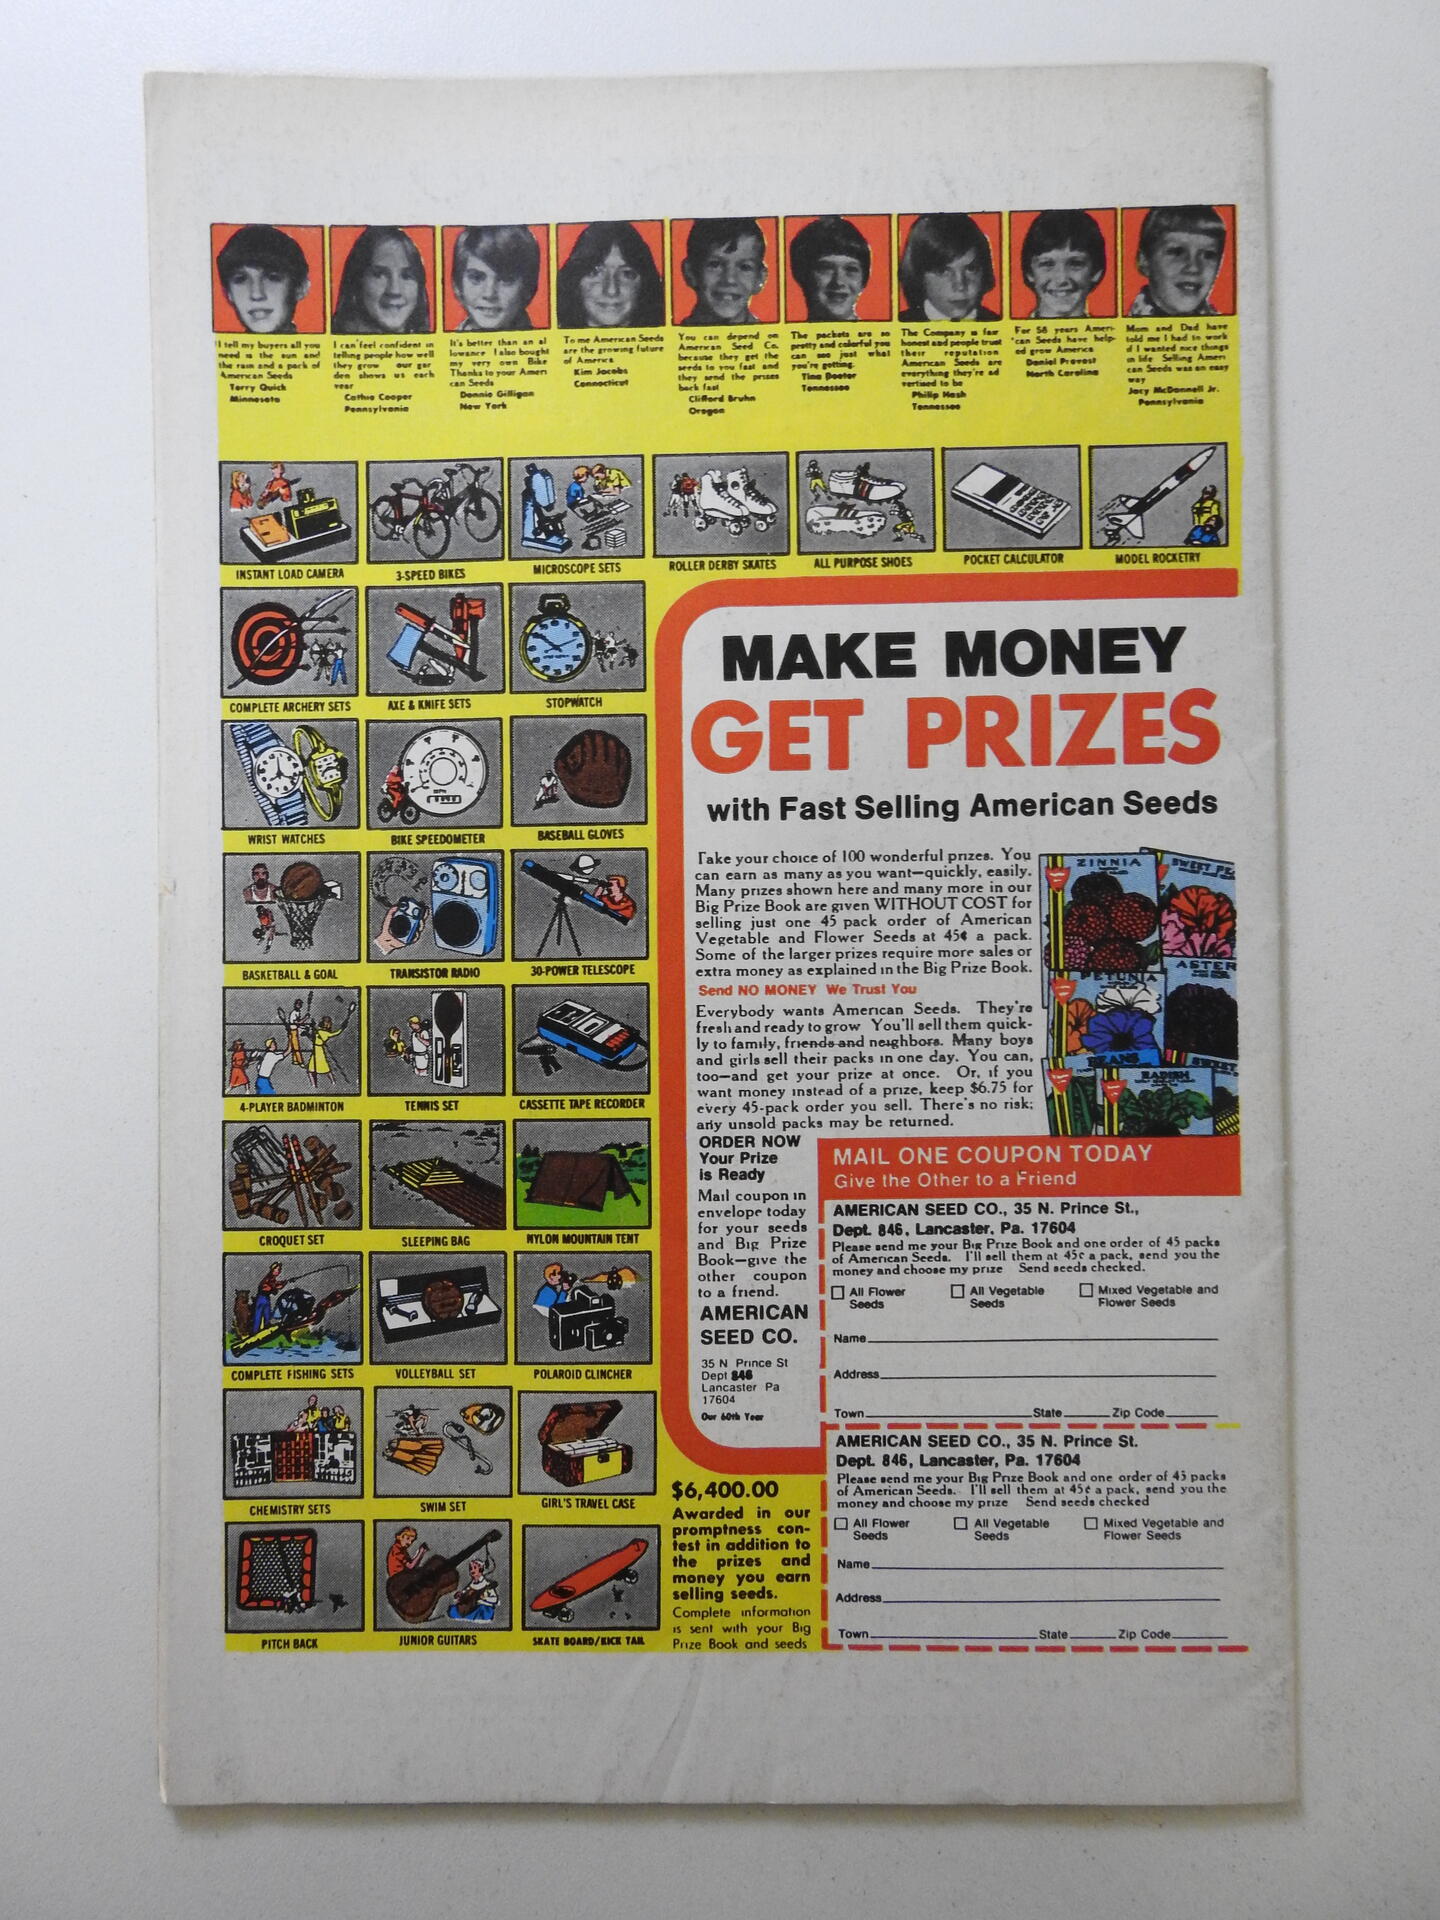 I tell my buyers all you
need is the sun and
the rain and a pack of
American Seeds
Terry Quick
Minnesota
I can feel confident in
telling people how well
they grow our gar
den shows us each
year
Cathie Cooper
Pennsylvania
It's better than an al
lowance I also bought
my very own Bike
Thanks to your Ameri
can Seeds
Donnie Gilligan
New York
To me American Seeds
are the growing future
of America
Kim Jacobs
Connecticut
You can depend on
American Seed Co.
because they get the
seeds to you fast and
they send the prizes
back fast
Clifford Bruhn
Oregon
The packets are so
pretty and colorful you
can see just what
you're getting.
Tina Doctor
Tennessee
The Company is fair
honest and people trust
their reputation
American Seeds are
everything they're ad
vertised to be
Philip Hash
Tennessee
For 58 years Ameri-
can Seeds have help-
ed grow America
Daniel Provost
North Carolina
Mom and Dad have
told me I had to work
if I wanted nice things
in life Selling Ameri
can Seeds was an easy
way
Jacy McDonnell Jr.
Pennsylvania
INSTANT LOAD CAMERA
3-SPEED BIKES
MICROSCOPE SETS
ROLLER DERBY SKATES
ALL PURPOSE SHOES
POCKET CALCULATOR
MODEL ROCKETRY
COMPLETE ARCHERY SETS
AXE & KNIFE SETS
STOPWATCH
WRIST WATCHES
BIKE SPEEDOMETER
BASEBALL GLOVES
BASKETBALL & GOAL
TRANSISTOR RADIO
30-POWER TELESCOPE
4-PLAYER BADMINTON
TENNIS SET
CASSETTE TAPE RECORDER
CROQUET SET
SLEEPING BAG
NYLON MOUNTAIN TENT
COMPLETE FISHING SETS
VOLLEYBALL SET
POLAROID CLINCHER
CHEMISTRY SETS
SWIM SET
GIRL'S TRAVEL CASE
PITCH BACK
JUNIOR GUITARS
SKATE BOARD/KICK TAIL
MAKE MONEY
GET PRIZES
with Fast Selling American Seeds
Take your choice of 100 wonderful prizes. You
can earn as many as you want—quickly, easily.
Many prizes shown here and many more in our
Big Prize Book are given WITHOUT COST for
selling just one 45 pack order of American
Vegetable and Flower Seeds at 45¢ a pack.
Some of the larger prizes require more sales or
extra money as explained in the Big Prize Book.
Send NO MONEY We Trust You
Everybody wants American Seeds. They're
fresh and ready to grow You'll sell them quick-
ly to family, friends and neighbors. Many boys
and girls sell their packs in one day. You can,
too—and get your prize at once. Or, if you
want money instead of a prize, keep $6.75 for
every 45-pack order you sell. There's no risk;
any unsold packs may be returned.
ZINNIA
SWEET PE
ASTER
PETUNIA
BEANS
RADISH
SWEET
ORDER NOW
Your Prize
is Ready
Mail coupon in
envelope today
for your seeds
and Big Prize
Book—give the
other coupon
to a friend.
AMERICAN
SEED CO.
35 N Prince St
Dept 846
Lancaster Pa
17604
Our 60th Year
$6,400.00
Awarded in our
promptness con-
test in addition to
the prizes and
money you earn
selling seeds.
Complete information
is sent with your Big
Prize Book and seeds
MAIL ONE COUPON TODAY
Give the Other to a Friend
AMERICAN SEED CO., 35 N. Prince St.,
Dept. 846, Lancaster, Pa. 17604
Please send me your Big Prize Book and one order of 45 packs
of American Seeds. I'll sell them at 45¢ a pack, send you the
money and choose my prize Send seeds checked.
All Flower
Seeds
All Vegetable
Seeds
Mixed Vegetable and
Flower Seeds
Name
Address
Town State Zip Code
AMERICAN SEED CO., 35 N. Prince St.
Dept. 846, Lancaster, Pa. 17604
Please send me your Big Prize Book and one order of 45 packs
of American Seeds. I'll sell them at 45¢ a pack, send you the
money and choose my prize Send seeds checked
All Flower
Seeds
All Vegetable
Seeds
Mixed Vegetable and
Flower Seeds
Name
Address
Town State Zip Code